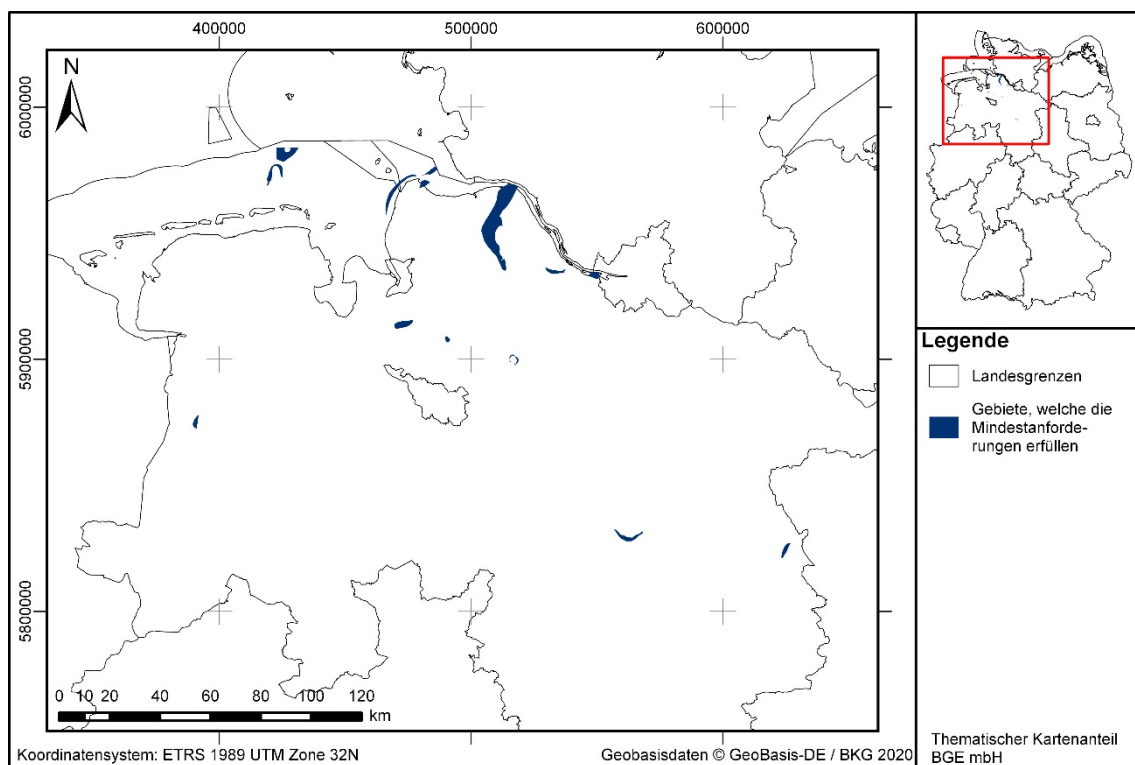 400000
500000
600000
N
6000000
5900000
5800000
0 10 20 40 60 80 100 120
km
Koordinatensystem: ETRS 1989 UTM Zone 32N
Geobasisdaten © GeoBasis-DE / BKG 2020
Legende
Landesgrenzen
Gebiete, welche die
Mindestanforde-
rungen erfüllen
Thematischer Kartenanteil
BGE mbH